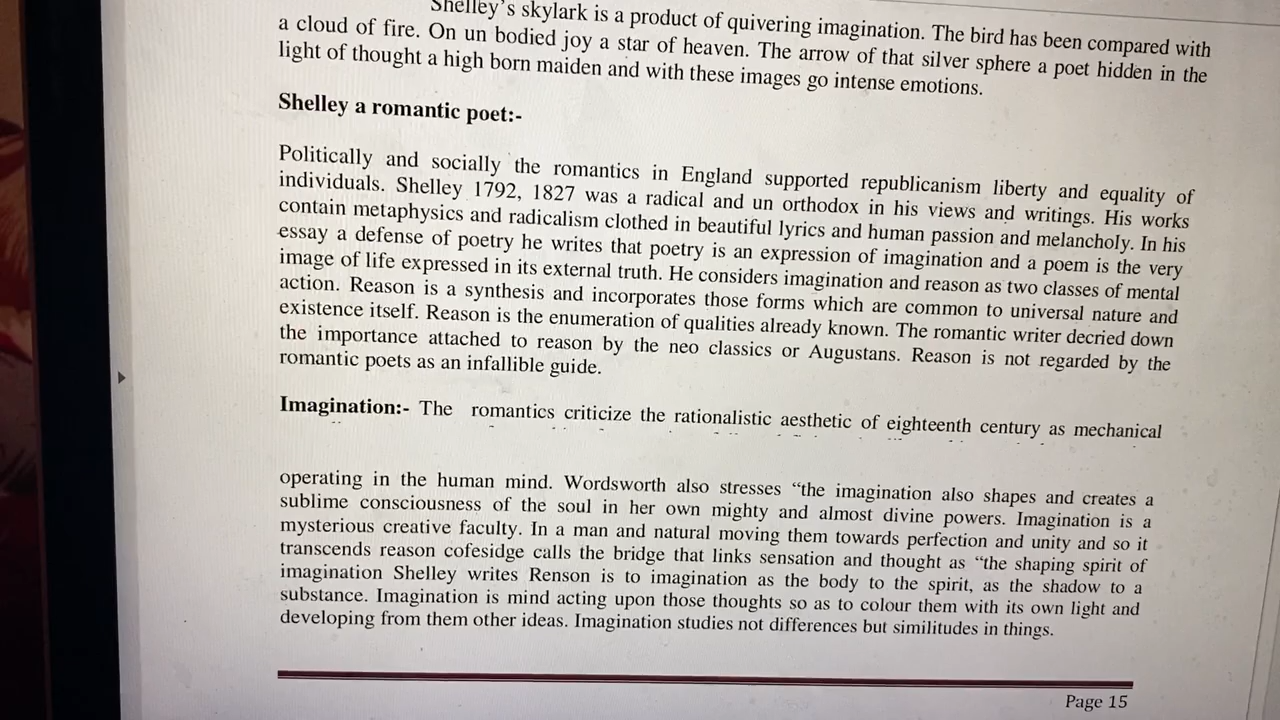 Shelley's skylark is a product of quivering imagination. The bird has been compared with
a cloud of fire. On un bodied joy a star of heaven. The arrow of that silver sphere a poet hidden in the
light of thought a high born maiden and with these images go intense emotions.
Shelley a romantic poet:-
Politically and socially the romantics in England supported republicanism liberty and equality of
individuals. Shelley 1792, 1827 was a radical and un orthodox in his views and writings. His works
contain metaphysics and radicalism clothed in beautiful lyrics and human passion and melancholy. In his
essay a defense of poetry he writes that poetry is an expression of imagination and a poem is the very
image of life expressed in its external truth. He considers imagination and reason as two classes of mental
action. Reason is a synthesis and incorporates those forms which are common to universal nature and
existence itself. Reason is the enumeration of qualities already known. The romantic writer decried down
the importance attached to reason by the neo classics or Augustans. Reason is not regarded by the
romantic poets as an infallible guide.
Imagination:- The romantics criticize the rationalistic aesthetic of eighteenth century as mechanical
operating in the human mind. Wordsworth also stresses “the imagination also shapes and creates a
sublime consciousness of the soul in her own mighty and almost divine powers. Imagination is a
mysterious creative faculty. In a man and natural moving them towards perfection and unity and so it
transcends reason cofesidge calls the bridge that links sensation and thought as “the shaping spirit of
imagination Shelley writes Renson is to imagination as the body to the spirit, as the shadow to a
substance. Imagination is mind acting upon those thoughts so as to colour them with its own light and
developing from them other ideas. Imagination studies not differences but similitudes in things.
Page 15